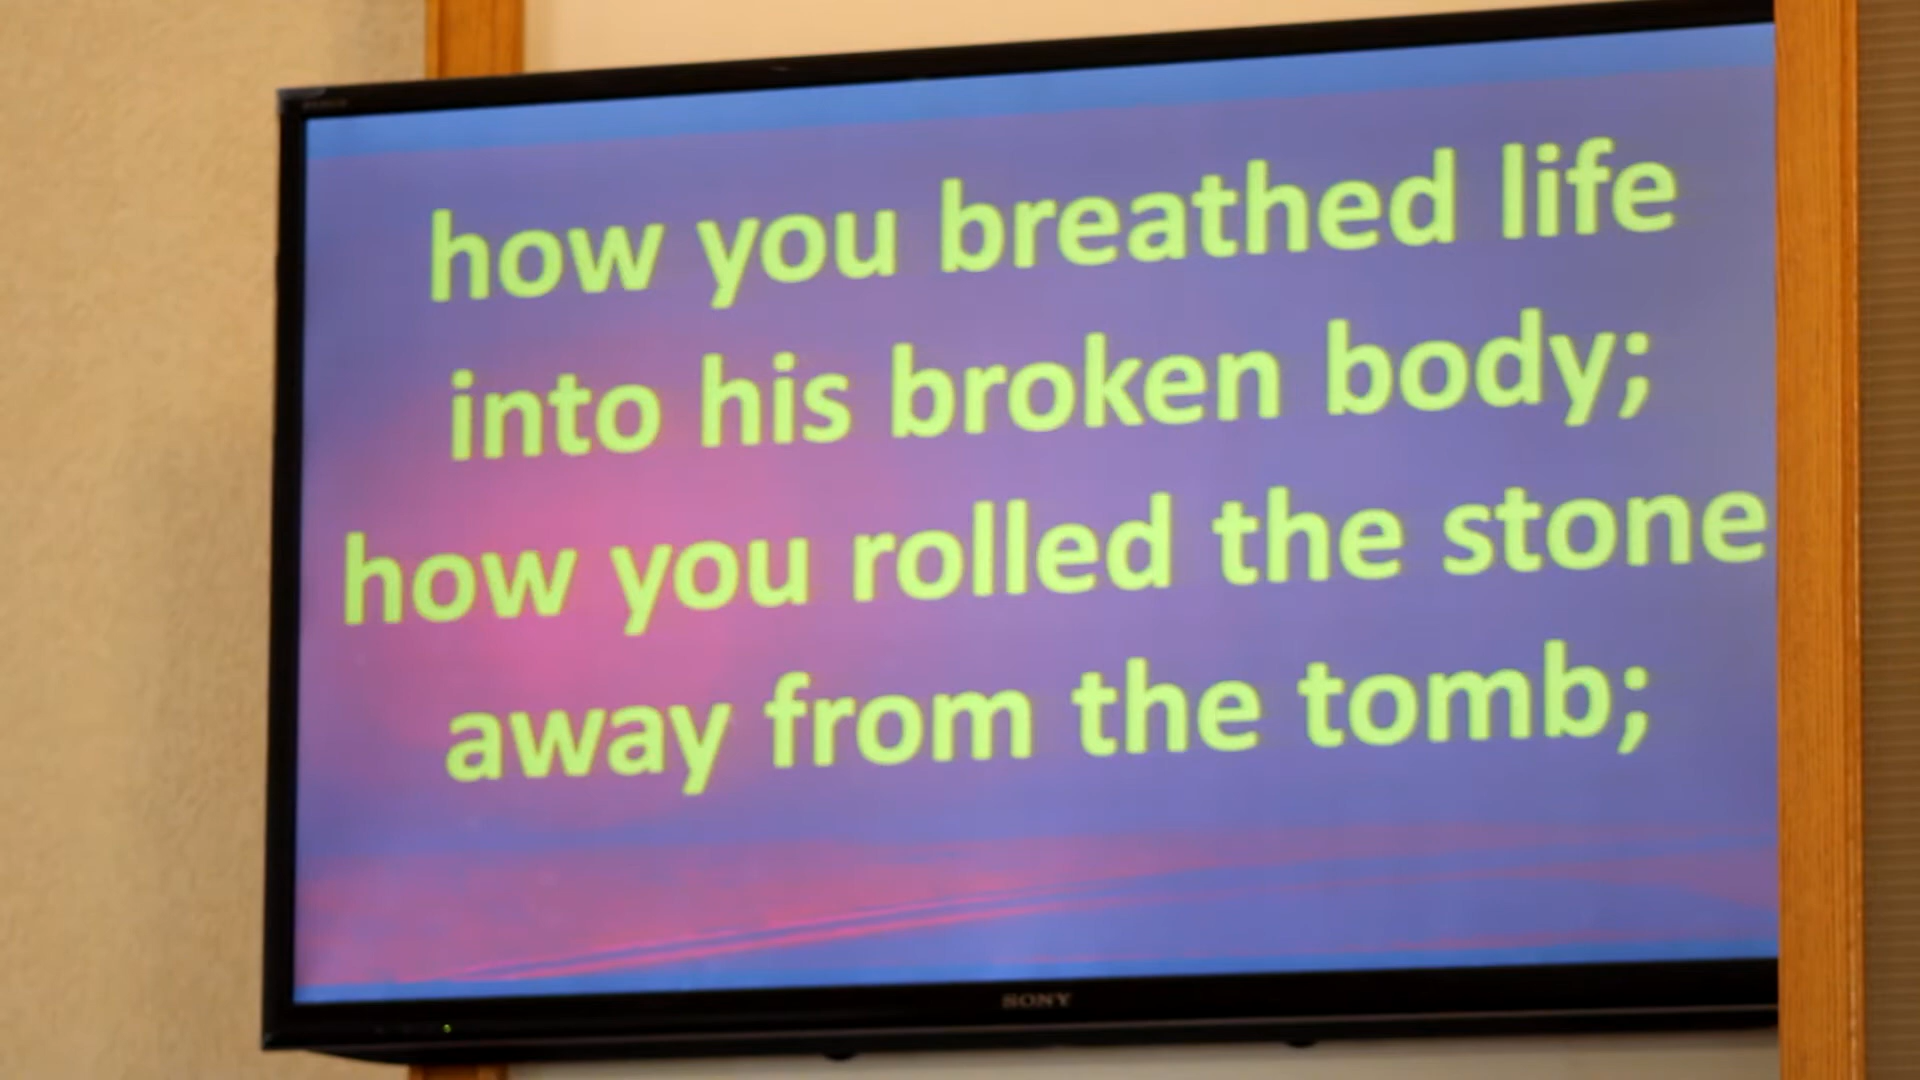 how you breathed life
into his broken body;
how you rolled the stone
away from the tomb;
SONY